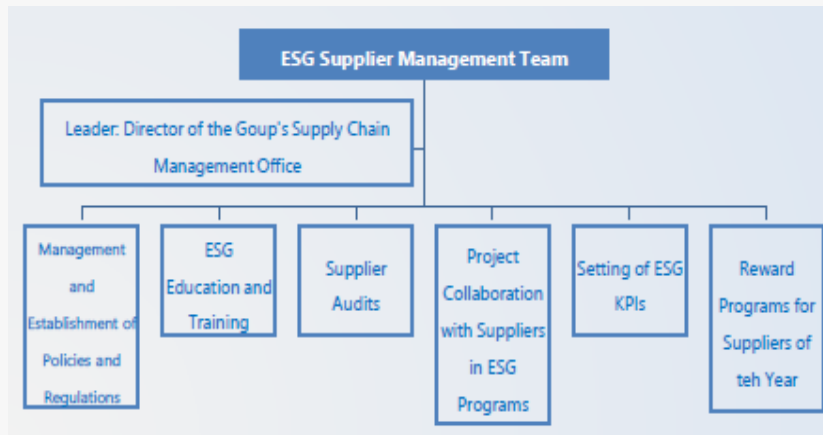 ESG Supplier Management Team
Leader: Director of the Goup's Supply Chain
Management Office
Management
and
Establishment of
Policies and
Regulations
ESG
Education and
Training
Supplier
Audits
Project
Collaboration
with Suppliers
in ESG
Programs
Setting of ESG
KPIs
Reward
Programs for
Suppliers of
teh Year